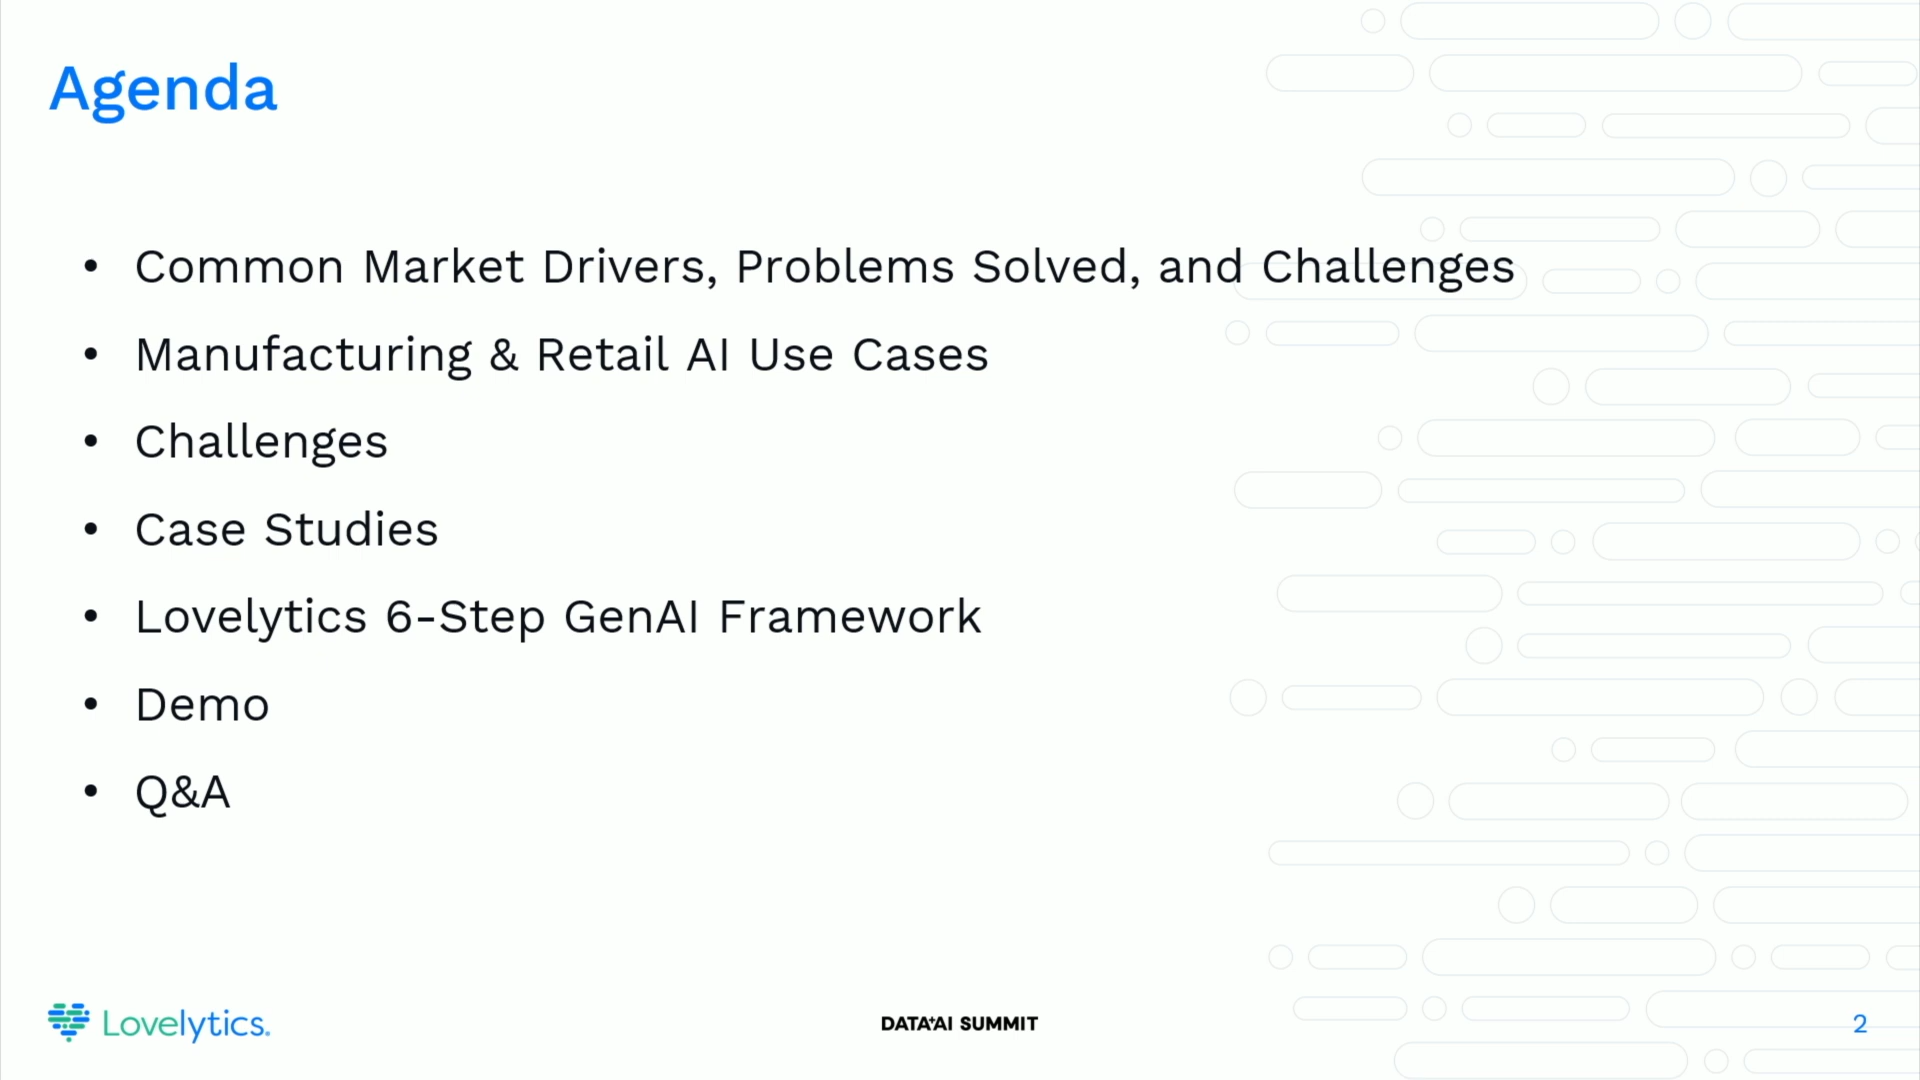 Agenda
• Common Market Drivers, Problems Solved, and Challenges
• Manufacturing & Retail AI Use Cases
• Challenges
• Case Studies
• Lovelytics 6-Step GenAI Framework
• Demo
• Q&A
Lovelytics.
DATA+AI SUMMIT
2